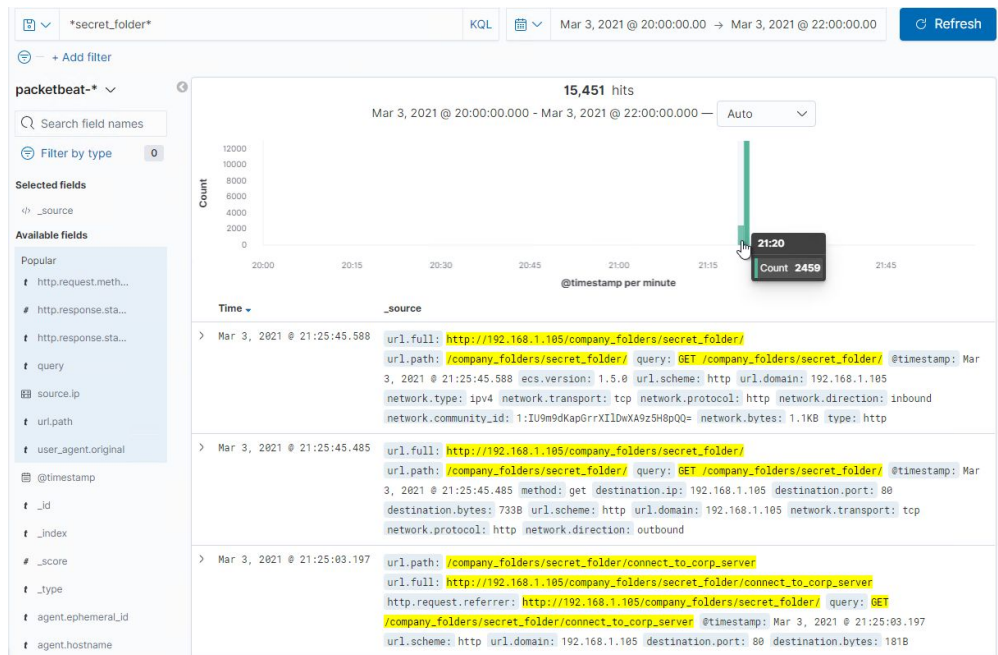 *secret_folder*
KQL
Mar 3, 2021 @ 20:00:00.00 → Mar 3, 2021 @ 22:00:00.00
Refresh
+ Add filter
packetbeat-*
Search field names
Filter by type 0
Selected fields
_source
Available fields
Popular
t http.request.meth...
# http.response.sta...
t http.response.sta...
t query
source.ip
t url.path
t user_agent.original
@timestamp
t _id
t _index
# _score
t _type
t agent.ephemeral_id
t agent.hostname
15,451 hits
Mar 3, 2021 @ 20:00:00.000 - Mar 3, 2021 @ 22:00:00.000 — Auto
Count
12000
10000
8000
6000
4000
2000
0
20:00 20:15 20:30 20:45 21:00 21:15 21:45
@timestamp per minute
21:20
Count 2459
Time _source
Mar 3, 2021 @ 21:25:45.588 url.full: http://192.168.1.105/company_folders/secret_folder/
url.path: /company_folders/secret_folder/ query: GET /company_folders/secret_folder/ @timestamp: Mar
3, 2021 @ 21:25:45.588 ecs.version: 1.5.0 url.scheme: http url.domain: 192.168.1.105
network.type: ipv4 network.transport: tcp network.protocol: http network.direction: inbound
network.community_id: 1:IU9m9dKapGrrXIlDwXA9z5H8pQQ= network.bytes: 1.1KB type: http
Mar 3, 2021 @ 21:25:45.485 url.full: http://192.168.1.105/company_folders/secret_folder/
url.path: /company_folders/secret_folder/ query: GET /company_folders/secret_folder/ @timestamp: Mar
3, 2021 @ 21:25:45.485 method: get destination.ip: 192.168.1.105 destination.port: 80
destination.bytes: 733B url.scheme: http url.domain: 192.168.1.105 network.transport: tcp
network.protocol: http network.direction: outbound
Mar 3, 2021 @ 21:25:03.197 url.path: /company_folders/secret_folder/connect_to_corp_server
url.full: http://192.168.1.105/company_folders/secret_folder/connect_to_corp_server
http.request.referrer: http://192.168.1.105/company_folders/secret_folder/ query: GET
/company_folders/secret_folder/connect_to_corp_server @timestamp: Mar 3, 2021 @ 21:25:03.197
url.scheme: http url.domain: 192.168.1.105 destination.port: 80 destination.bytes: 181B